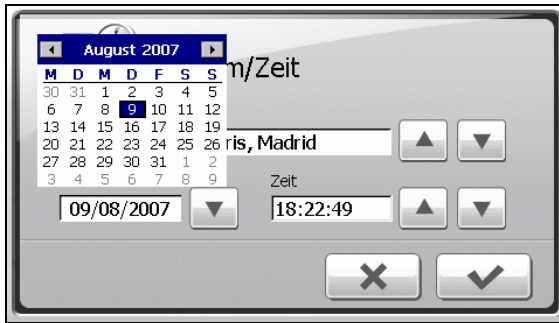 August 2007
m/Zeit
M D M D F S S
30 31 1 2 3 4 5
6 7 8 9 10 11 12
13 14 15 16 17 18 19
20 21 22 23 24 25 26
ris, Madrid
27 28 29 30 31 1 2
3 4 5 6 7 8 9
Zeit
09/08/2007
18:22:49